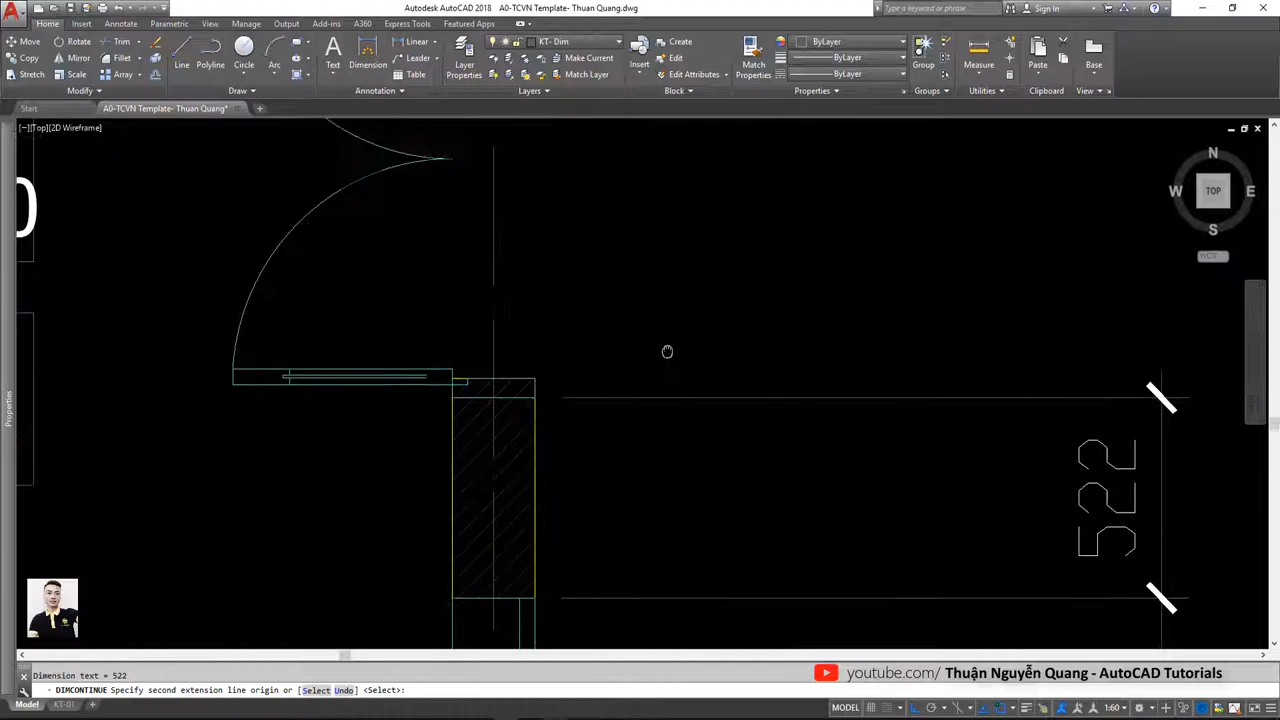 Autodesk AutoCAD 2018 A0-TCVN Template- Thuan Quang.dwg
Type a keyword or phrase
Sign In
Home Insert Annotate Parametric View Manage Output Add-ins A360 Express Tools Featured Apps
Move Rotate Trim
Copy Mirror Fillet
Stretch Scale Array
Modify
Line Polyline Circle Arc
Draw
Text Dimension
Linear
Leader
Table
Annotation
Layer Properties
KT- Dim
Make Current
Match Layer
Layers
Insert
Create
Edit
Edit Attributes
Block
Match Properties
ByLayer
ByLayer
ByLayer
Properties
Group
Groups
Measure
Utilities
Paste
Clipboard
Base
View
Start A0-TCVN Template- Thuan Quang*
[−][Top][2D Wireframe]
N
W TOP E
S
WCS
0
522
Properties
Dimension text = 522
DIMCONTINUE Specify second extension line origin or [Select Undo] <Select>:
youtube.com/ Thuận Nguyễn Quang - AutoCAD Tutorials
Model KT-01
MODEL
1:60